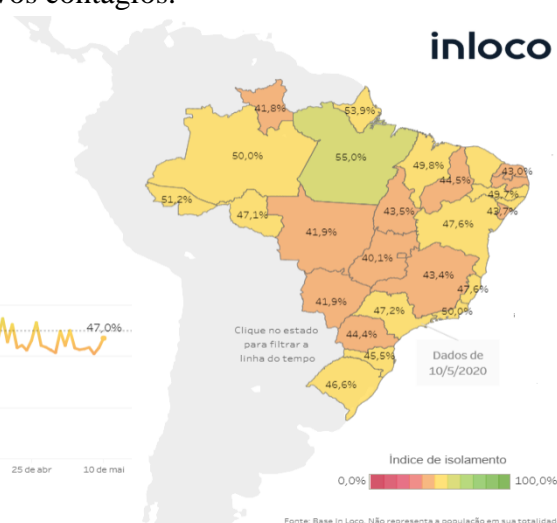 vos contágios.
inloco
41,8%
53,9%
50,0%
55,0%
49,8%
44,5%
43,0%
49,7%
43,7%
51,2%
47,1%
43,5%
47,6%
41,9%
40,1%
43,4%
47,6%
41,9%
47,2%
50,0%
44,4%
45,5%
46,6%
47,0%
Clique no estado
para filtrar a
linha do tempo
Dados de
10/5/2020
25 de abr
10 de mai
Índice de isolamento
0,0%
100,0%
Fonte: Base In Loco. Não representa a população em sua totalidad